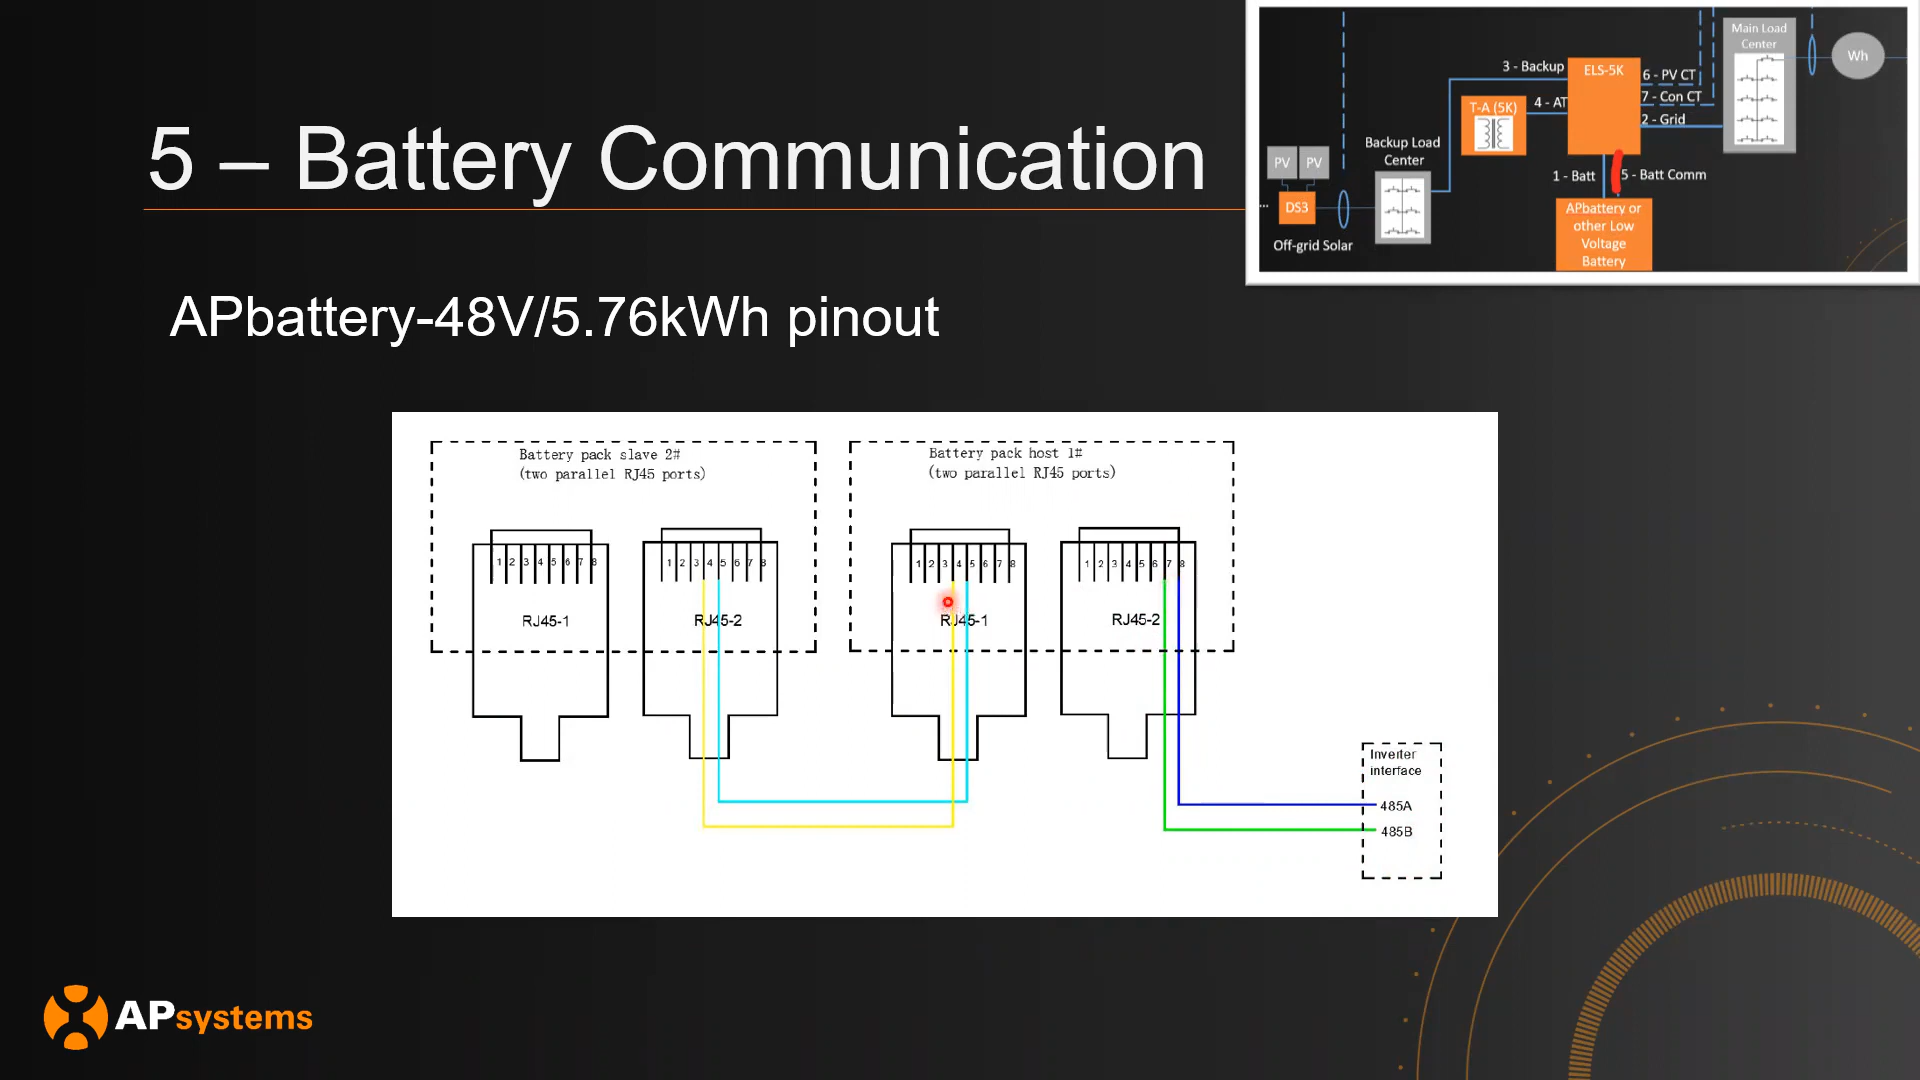 5 – Battery Communication
APbattery-48V/5.76kWh pinout
Main Load
Center
Wh
3 - Backup
ELS-5K
6 - PV CT
T-A (5K)
4 - AT
7 - Con CT
2 - Grid
Backup Load
Center
PV PV
1 - Batt
5 - Batt Comm
... DS3
APbattery or
other Low
Voltage
Battery
Off-grid Solar
Battery pack slave 2#
(two parallel RJ45 ports)
Battery pack host 1#
(two parallel RJ45 ports)
1 2 3 4 5 6 7 8
1 2 3 4 5 6 7 8
1 2 3 4 5 6 7 8
1 2 3 4 5 6 7 8
RJ45-1
RJ45-2
RJ45-1
RJ45-2
Inverter
interface
485A
485B
APsystems